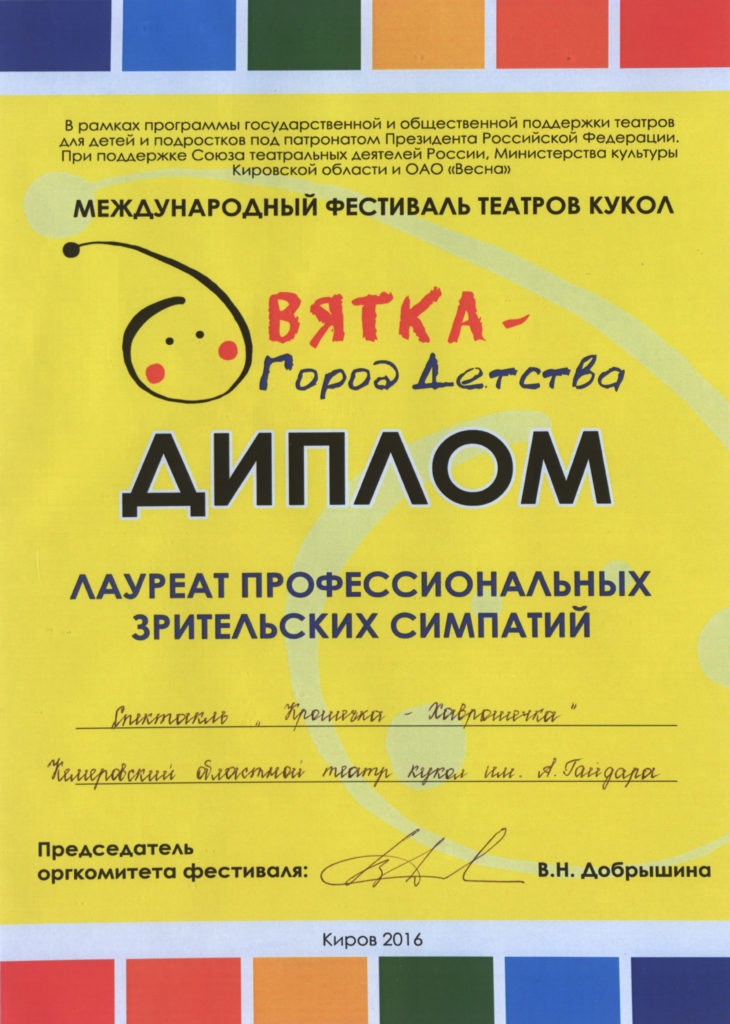 В рамках программы государственной и общественной поддержки театров
для детей и подростков под патронатом Президента Российской Федерации.
При поддержке Союза театральных деятелей России, Министерства культуры
Кировской области и ОАО «Весна»
МЕЖДУНАРОДНЫЙ ФЕСТИВАЛЬ ТЕАТРОВ КУКОЛ
ВЯТКА -
Город Детства
ДИПЛОМ
ЛАУРЕАТ ПРОФЕССИОНАЛЬНЫХ
ЗРИТЕЛЬСКИХ СИМПАТИЙ
Спектакль „Крошечка - Хаврошечка"
Кемеровский областной театр кукол им. А. Гайдара
Председатель
оргкомитета фестиваля: В.Н. Добрышина
Киров 2016